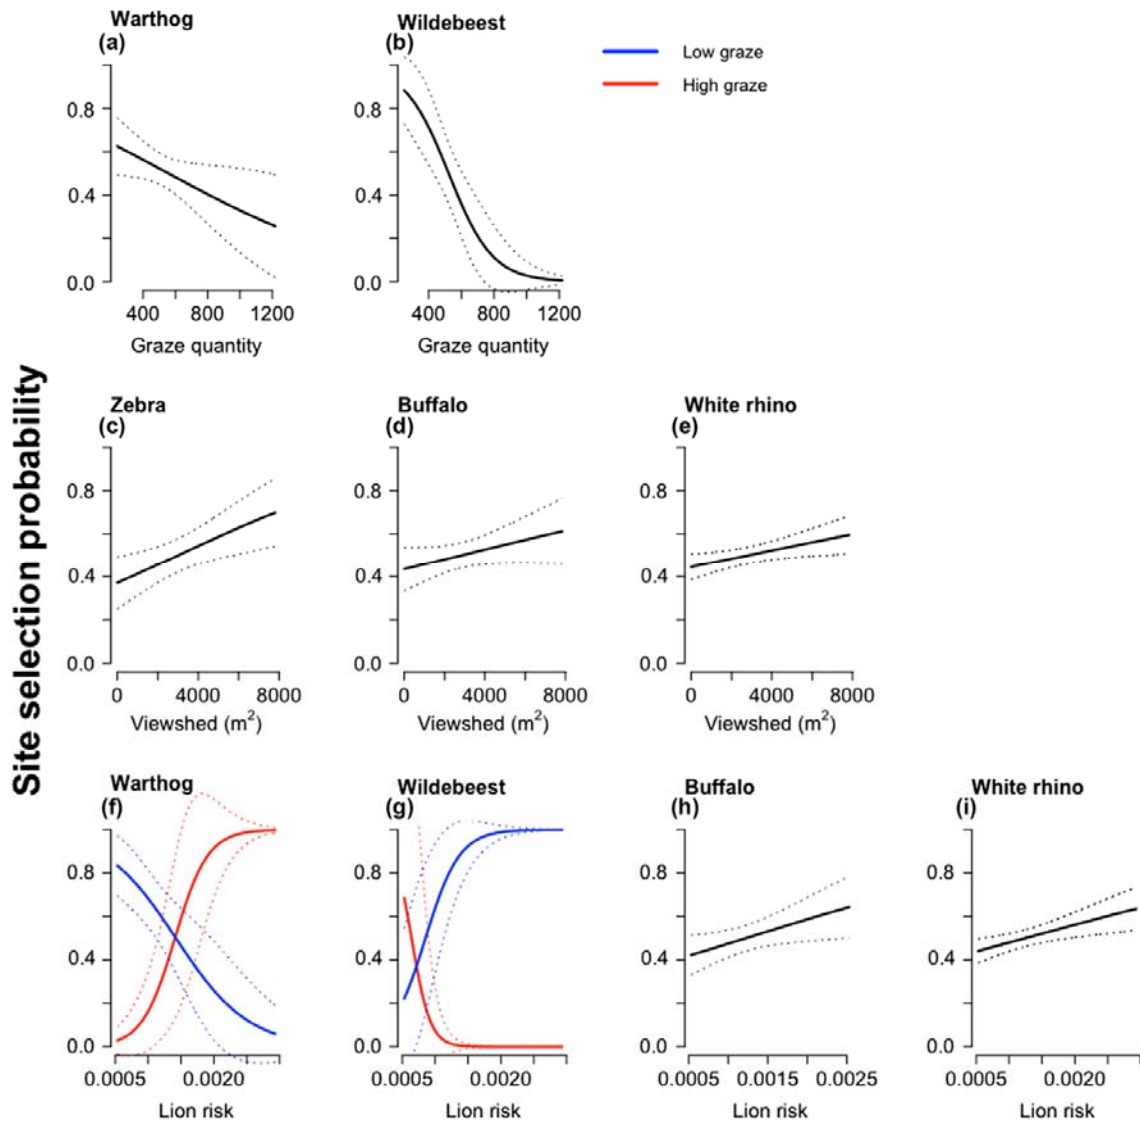 Warthog
(a)
Wildebeest
(b)
Low graze
High graze
0.8
0.4
0.0
400 800 1200
Graze quantity
0.8
0.4
0.0
400 800 1200
Graze quantity
Site selection probability
Zebra
(c)
0.8
0.4
0.0
0 4000 8000
Viewshed (m²)
Buffalo
(d)
0.8
0.4
0.0
0 4000 8000
Viewshed (m²)
White rhino
(e)
0.8
0.4
0.0
0 4000 8000
Viewshed (m²)
Warthog
(f)
0.8
0.4
0.0
0.0005 0.0020
Lion risk
Wildebeest
(g)
0.8
0.4
0.0
0.0005 0.0020
Lion risk
Buffalo
(h)
0.8
0.4
0.0
0.0005 0.0015 0.0025
Lion risk
White rhino
(i)
0.8
0.4
0.0
0.0005 0.0020
Lion risk